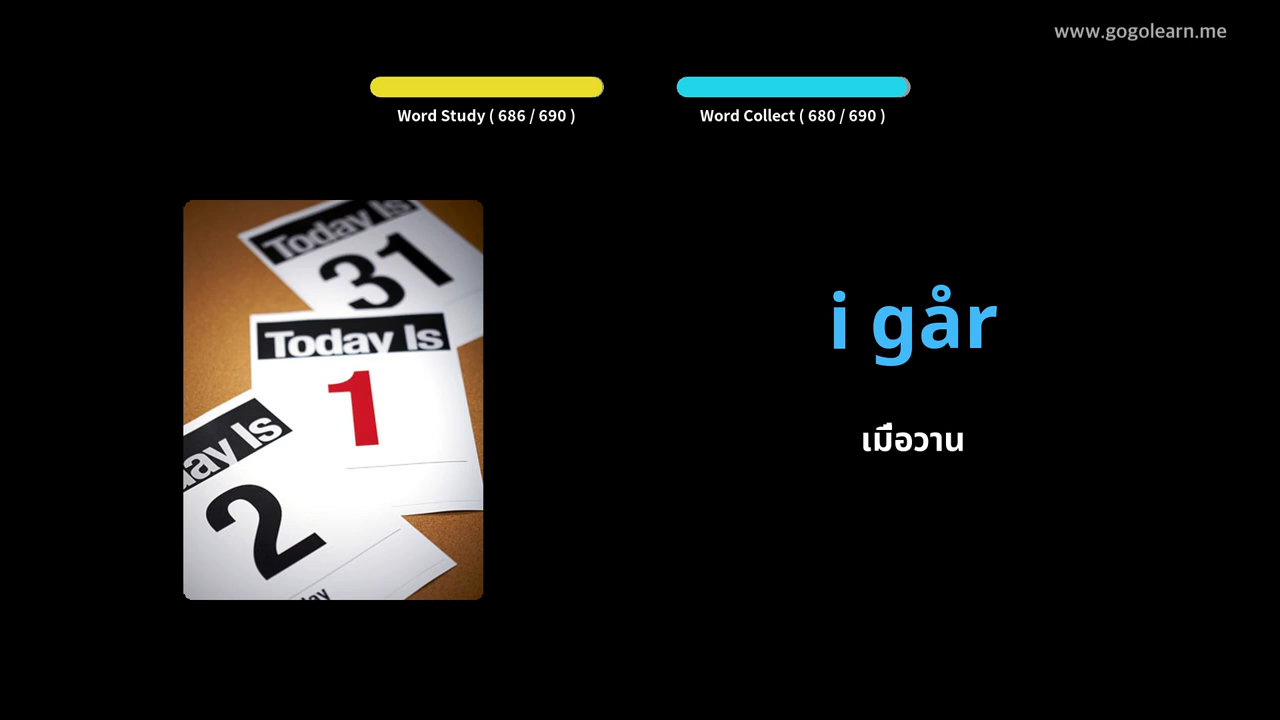 www.gogolearn.me
Word Study ( 686 / 690 )
Word Collect ( 680 / 690 )
Today Is
31
Today Is
1
ay Is
2
ay
i går
เมื่อวาน